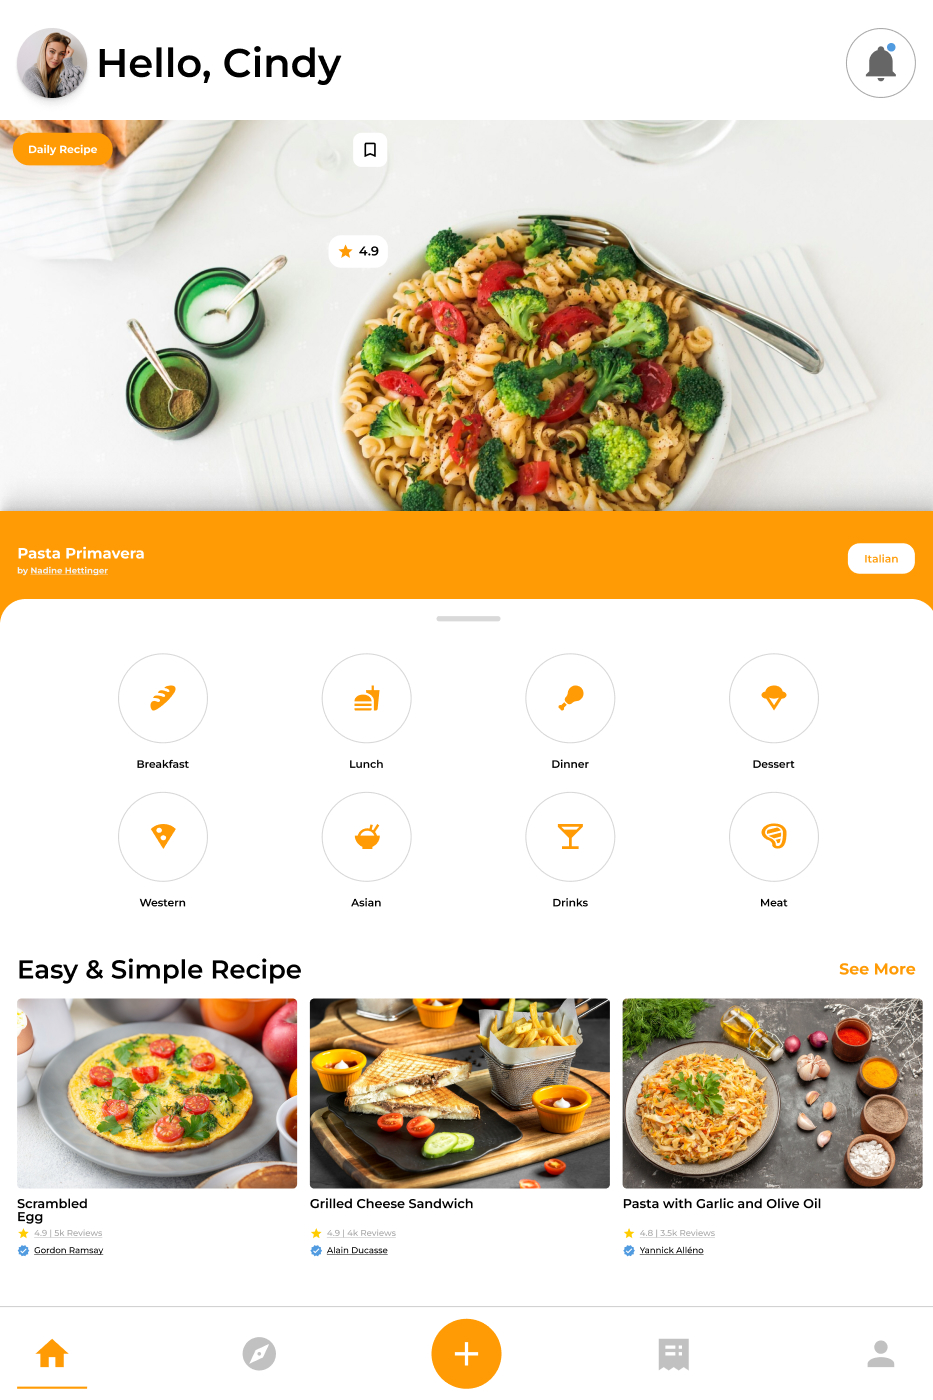 Hello, Cindy
Daily Recipe
4.9
Pasta Primavera
by Nadine Hettinger
Italian
Breakfast
Lunch
Dinner
Dessert
Western
Asian
Drinks
Meat
Easy & Simple Recipe
See More
Scrambled
Egg
4.9 | 5k Reviews
Gordon Ramsay
Grilled Cheese Sandwich
4.9 | 4k Reviews
Alain Ducasse
Pasta with Garlic and Olive Oil
4.8 | 3.5k Reviews
Yannick Alléno